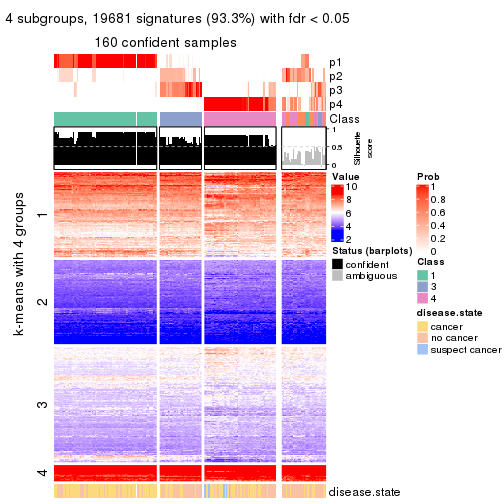 4 subgroups, 19681 signatures (93.3%) with fdr < 0.05
160 confident samples
p1
p2
p3
p4
Class
1
0.5
0
Silhouette
score
k-means with 4 groups
1
2
3
4
disease.state
Value
10
8
6
4
2
Status (barplots)
confident
ambiguous
Prob
1
0.8
0.6
0.4
0.2
0
Class
1
3
4
disease.state
cancer
no cancer
suspect cancer